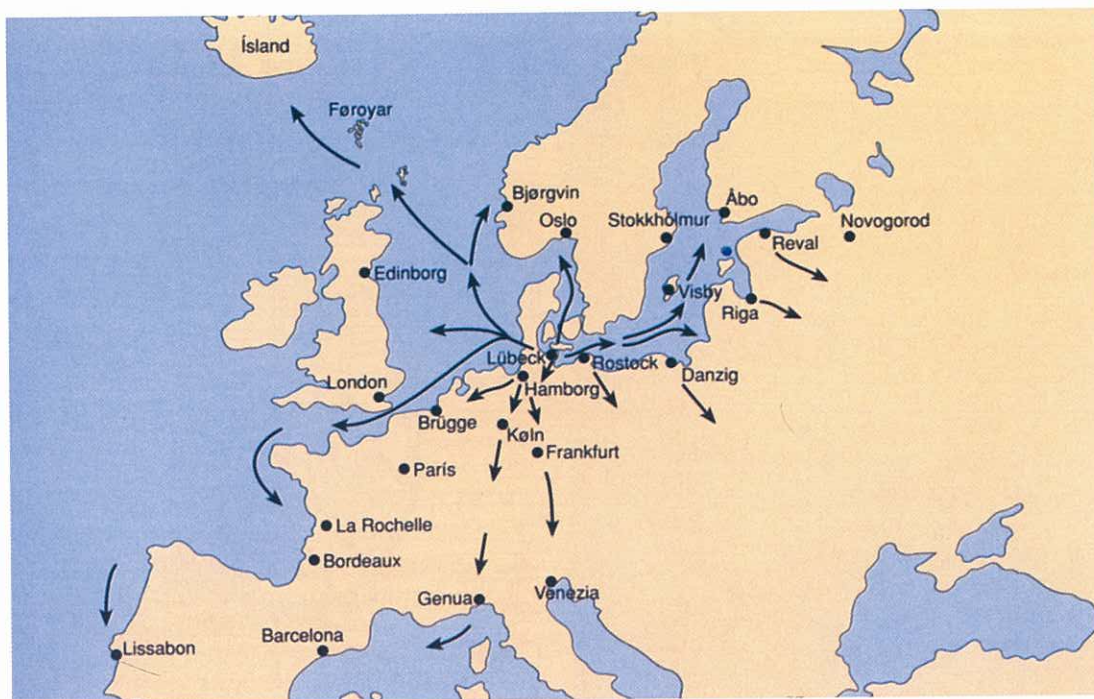 Ísland
Føroyar
Bjørgvin
Oslo
Stokkhólmur
Åbo
Reval
Novogorod
Edinborg
Visby
Riga
Lübeck
Rostock
Danzig
Hamborg
London
Brügge
Køln
Frankfurt
París
La Rochelle
Bordeaux
Genua
Venezia
Barcelona
Lissabon